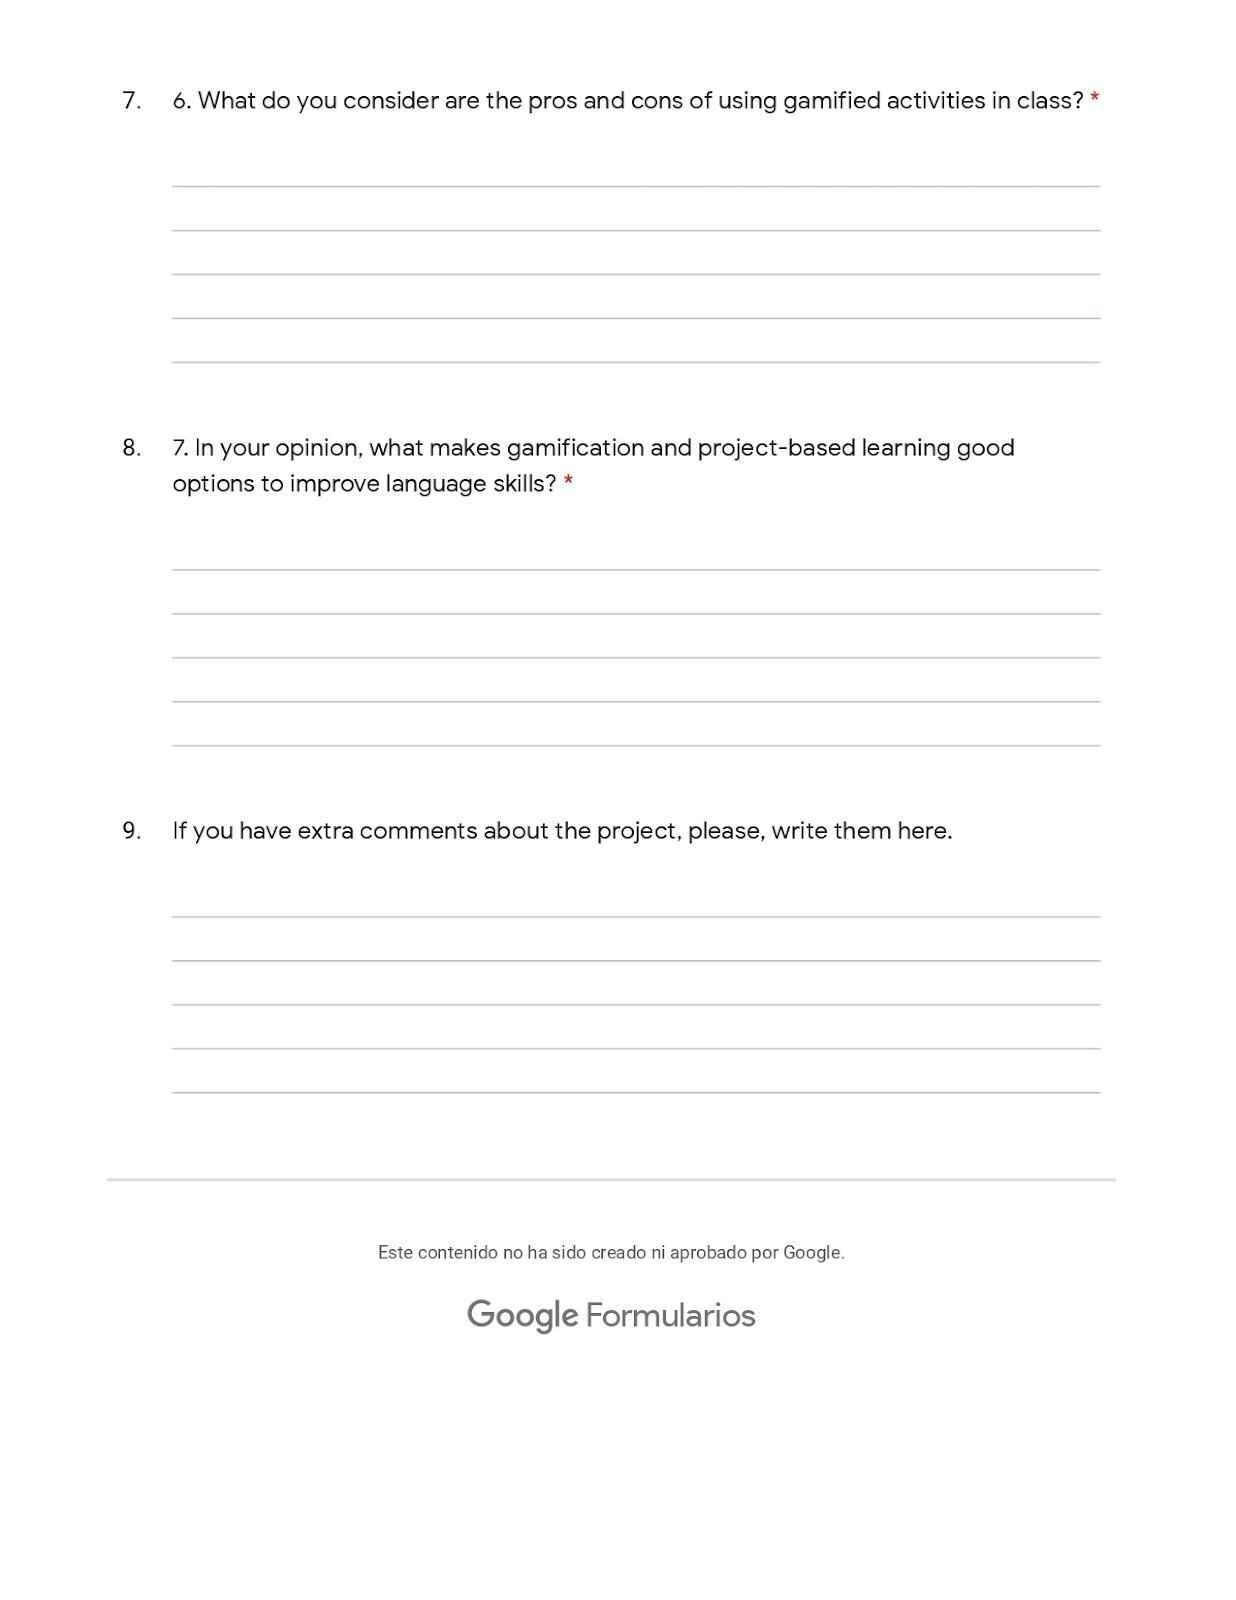 7. 6. What do you consider are the pros and cons of using gamified activities in class? *
8. 7. In your opinion, what makes gamification and project-based learning good
options to improve language skills? *
9. If you have extra comments about the project, please, write them here.
Este contenido no ha sido creado ni aprobado por Google.
Google Formularios